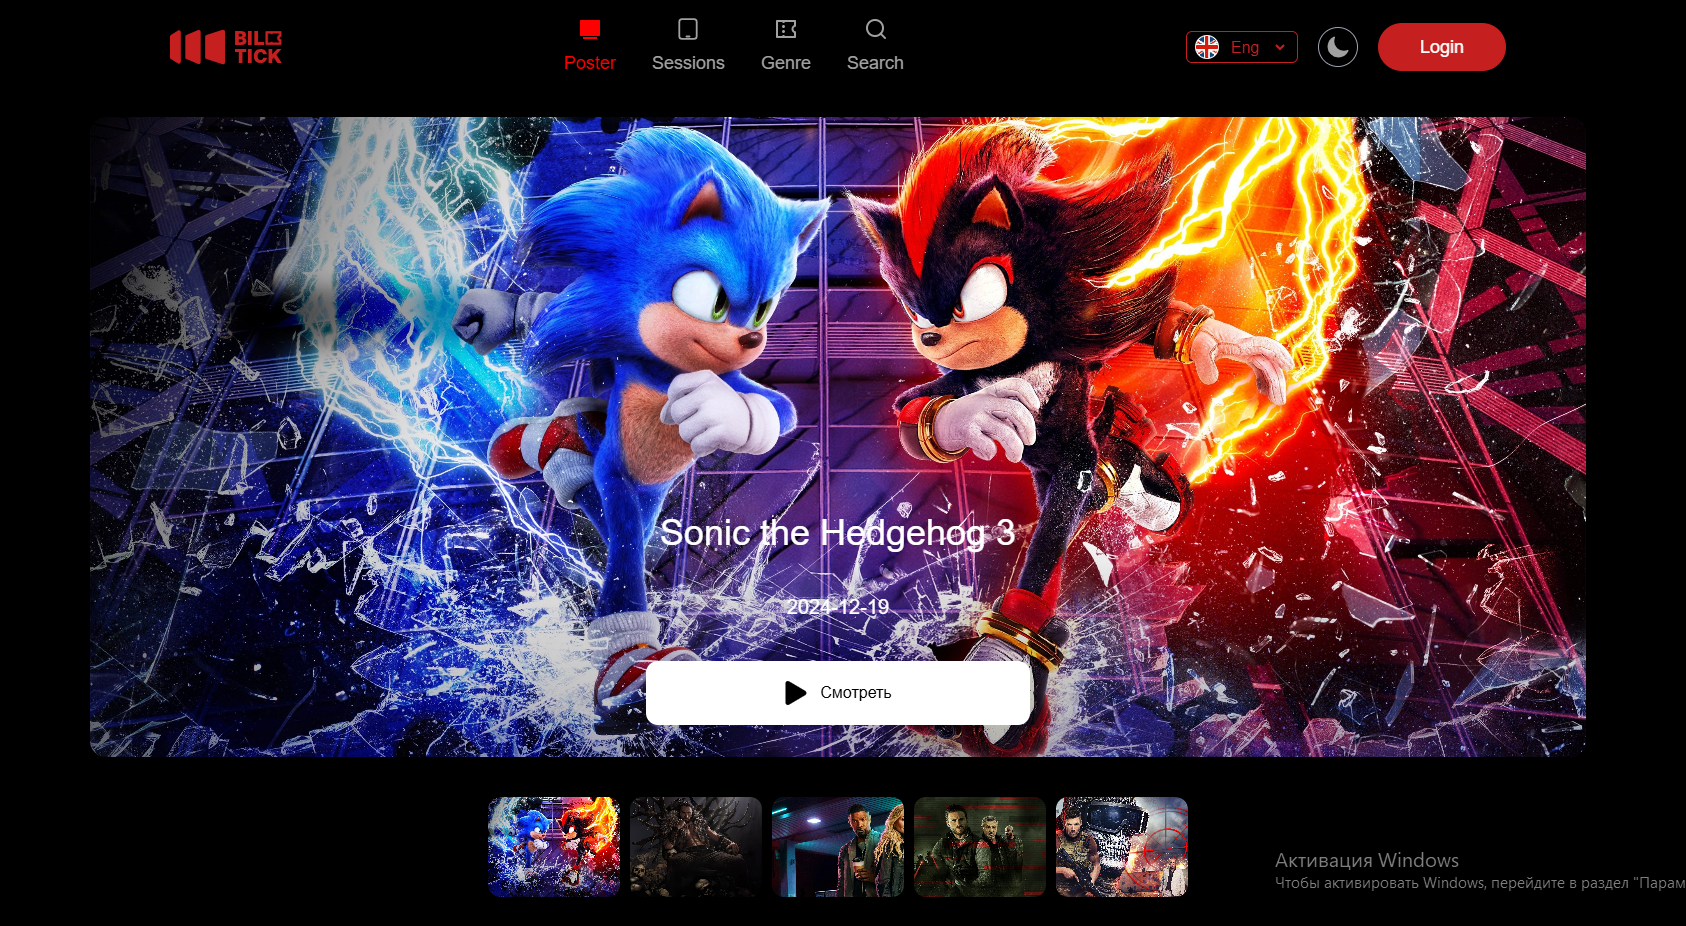 BILE
TICK
Poster
Sessions
Genre
Search
Eng
Login
Sonic the Hedgehog 3
2024-12-19
Смотреть
Активация Windows
Чтобы активировать Windows, перейдите в раздел "Парам